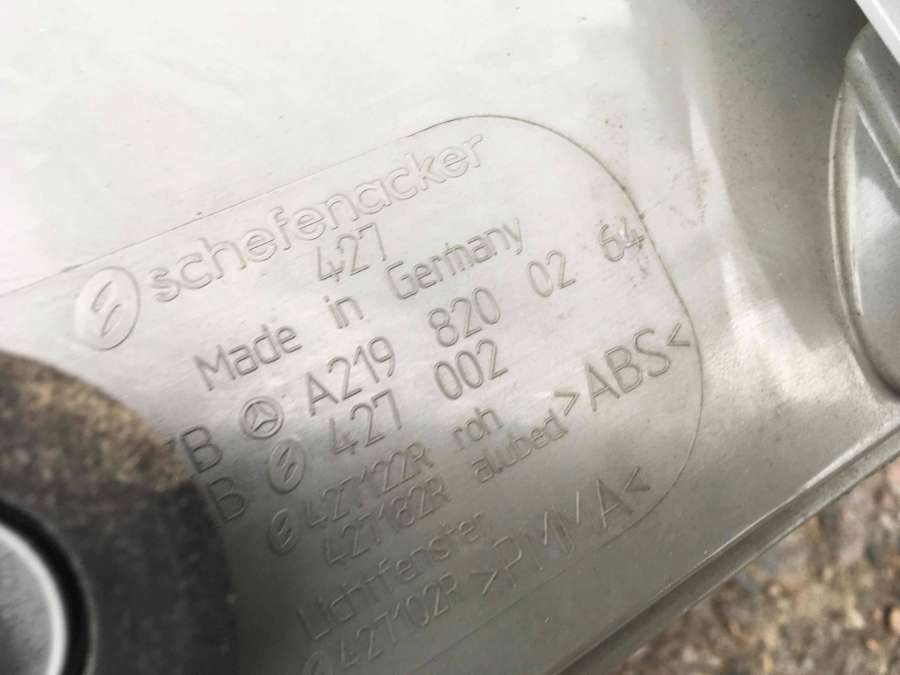 schefenacker
427
Made in Germany
ZB A219 820 02 64
B 427 002
427122R roh
427182R alubed >ABS<
Lichtfenster
427102R >PMMA<